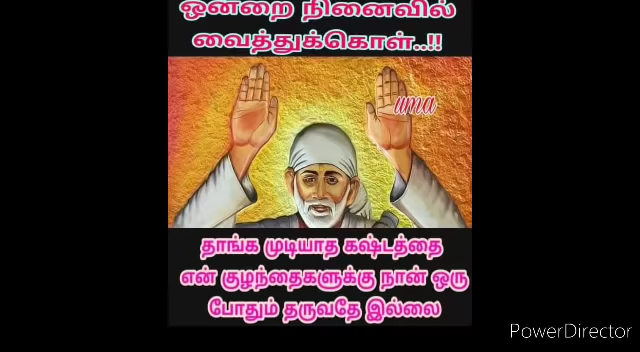 ஒன்றை நினைவில்
வைத்துக்கொள்..!!
uma
தாங்க முடியாத கஷ்டத்தை
என் குழந்தைகளுக்கு நான் ஒரு
போதும் தருவதே இல்லை
PowerDirector